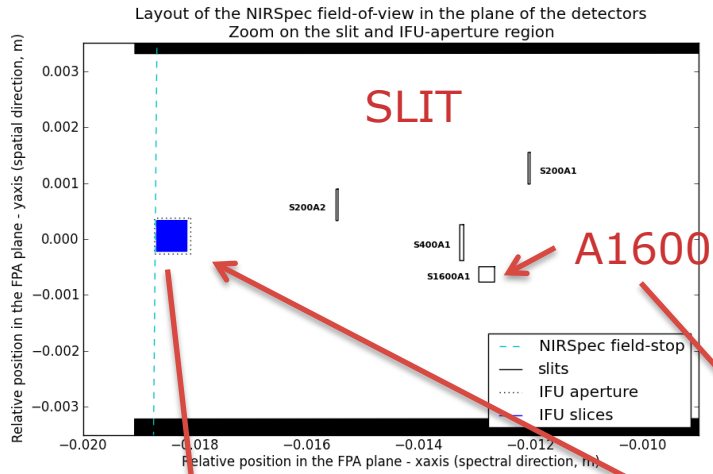 Layout of the NIRSpec field-of-view in the plane of the detectors
Zoom on the slit and IFU-aperture region
Relative position in the FPA plane - yaxis (spatial direction, m)
0.003
0.002
0.001
0.000
−0.001
−0.002
−0.003
SLIT
S200A1
S200A2
S400A1
S1600A1
A1600
NIRSpec field-stop
slits
IFU aperture
IFU slices
−0.020
−0.018
−0.016
−0.014
−0.012
−0.010
Relative position in the FPA plane - xaxis (spectral direction, m)